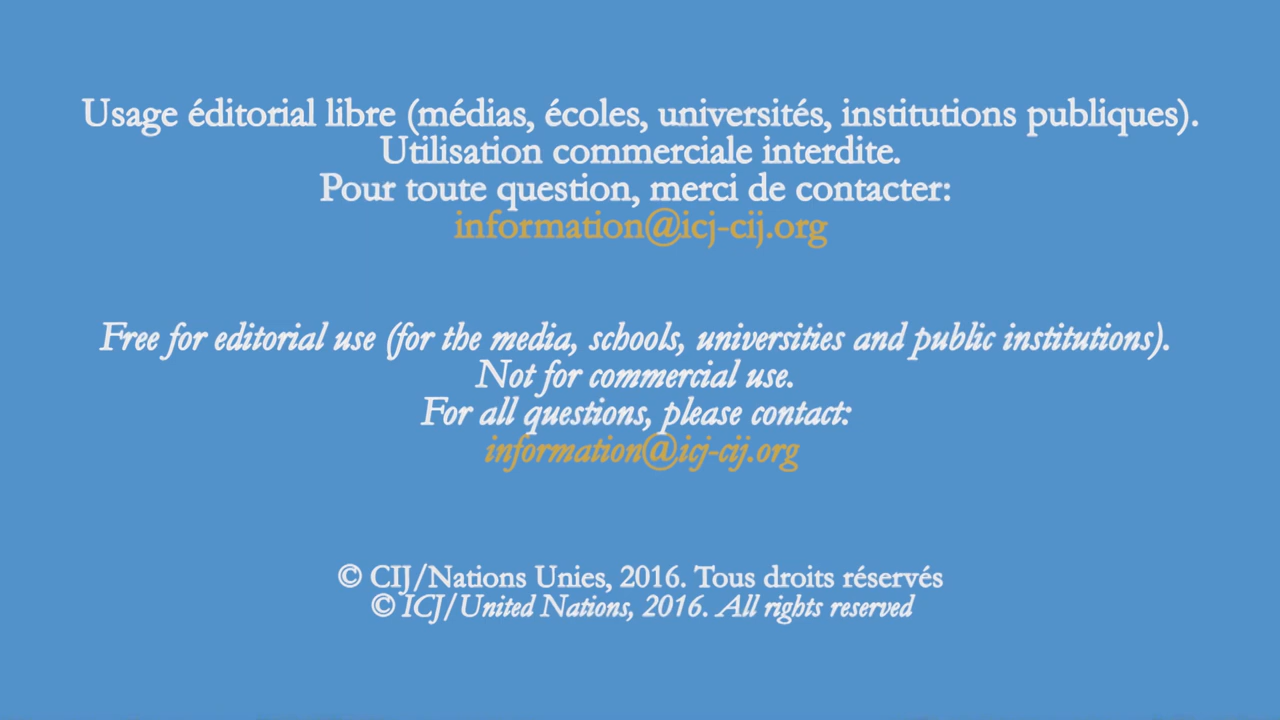 Usage éditorial libre (médias, écoles, universités, institutions publiques).
Utilisation commerciale interdite.
Pour toute question, merci de contacter:
information@icj-cij.org
Free for editorial use (for the media, schools, universities and public institutions).
Not for commercial use.
For all questions, please contact:
information@icj-cij.org
© CIJ/Nations Unies, 2016. Tous droits réservés
© ICJ/United Nations, 2016. All rights reserved